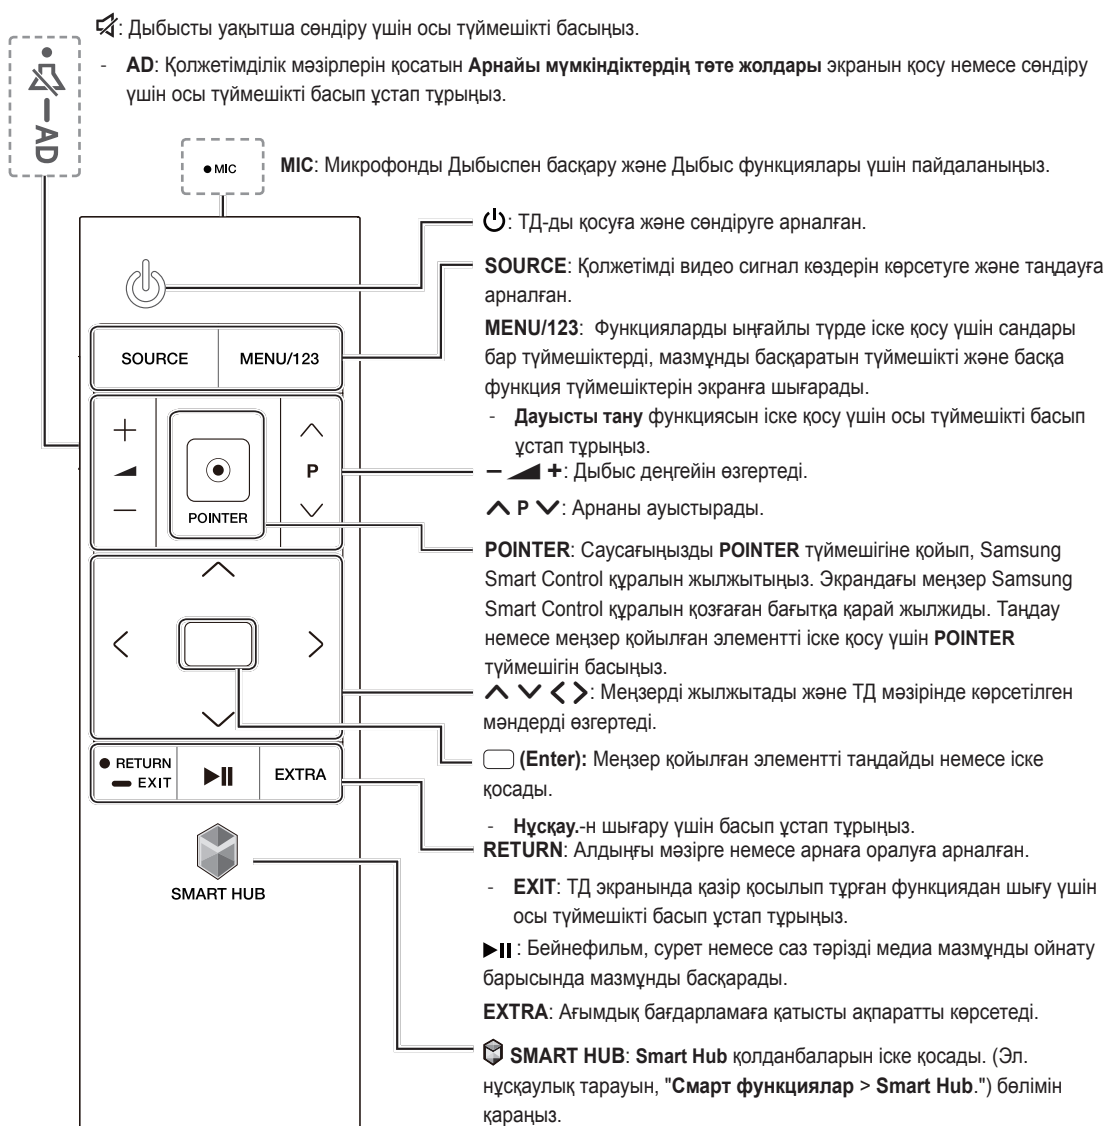 : Дыбысты уақытша сөндіру үшін осы түймешікті басыңыз.
- AD: Қолжетімділік мәзірлерін қосатын Арнайы мүмкіндіктердің төте жолдары экранын қосу немесе сөндіру
үшін осы түймешікті басып ұстап тұрыңыз.
AD
MIC
MIC: Микрофонды Дыбыспен басқару және Дыбыс функциялары үшін пайдаланыңыз.
: ТД-ды қосуға және сөндіруге арналған.
SOURCE: Қолжетімді видео сигнал көздерін көрсетуге және таңдауға
арналған.
MENU/123: Функцияларды ыңғайлы түрде іске қосу үшін сандары
бар түймешіктерді, мазмұнды басқаратын түймешікті және басқа
функция түймешіктерін экранға шығарады.
- Дауысты тану функциясын іске қосу үшін осы түймешікті басып
ұстап тұрыңыз.
− +: Дыбыс деңгейін өзгертеді.
P : Арнаны ауыстырады.
POINTER: Саусағыңызды POINTER түймешігіне қойып, Samsung
Smart Control құралын жылжытыңыз. Экрандағы меңзер Samsung
Smart Control құралын қозғаған бағытқа қарай жылжиды. Таңдау
немесе меңзер қойылған элементті іске қосу үшін POINTER
түймешігін басыңыз.
: Меңзерді жылжытады және ТД мәзірінде көрсетілген
мәндерді өзгертеді.
(Enter): Меңзер қойылған элементті таңдайды немесе іске
қосады.
- Нұсқау.-н шығару үшін басып ұстап тұрыңыз.
RETURN: Алдыңғы мәзірге немесе арнаға оралуға арналған.
- EXIT: ТД экранында қазір қосылып тұрған функциядан шығу үшін
осы түймешікті басып ұстап тұрыңыз.
: Бейнефильм, сурет немесе саз тәрізді медиа мазмұнды ойнату
барысында мазмұнды басқарады.
EXTRA: Ағымдық бағдарламаға қатысты ақпаратты көрсетеді.
SMART HUB: Smart Hub қолданбаларын іске қосады. (Эл.
нұсқаулық тарауын, "Смарт функциялар > Smart Hub.") бөлімін
қараңыз.
SOURCE
MENU/123
+
P
−
POINTER
RETURN
EXIT
EXTRA
SMART HUB